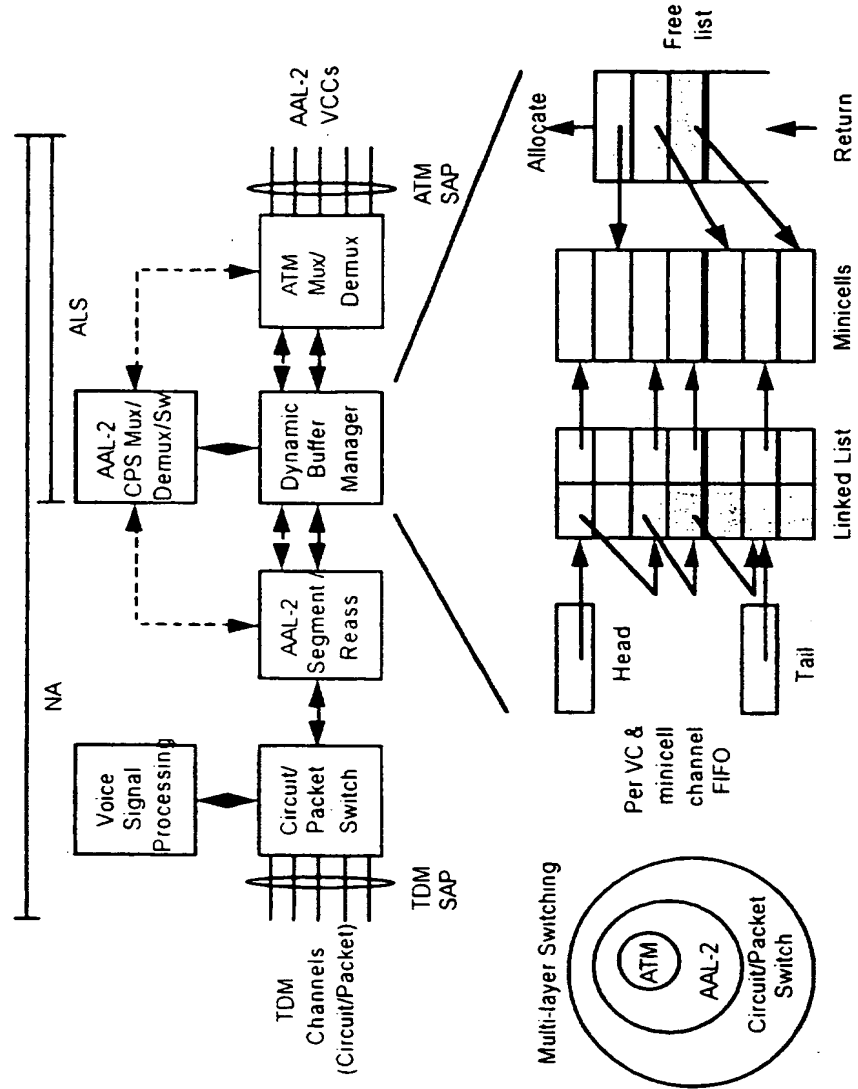 NA
ALS
Voice
Signal
Processing
AAL-2
CPS Mux/
Demux/Sw
TDM
Channels
(Circuit/Packet)
TDM
SAP
Circuit/
Packet
Switch
AAL-2
Segment /
Reass
Dynamic
Buffer
Manager
ATM
Mux/
Demux
AAL-2
VCCs
ATM
SAP
Multi-layer Switching
ATM
AAL-2
Circuit/Packet
Switch
Per VC &
minicell
channel
FIFO
Head
Tail
Linked List
Minicells
Allocate
Return
Free
list